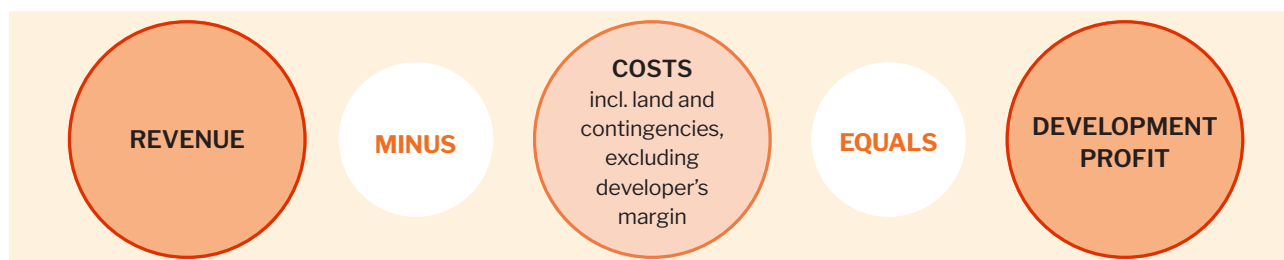 REVENUE
MINUS
COSTS
incl. land and
contingencies,
excluding
developer’s
margin
EQUALS
DEVELOPMENT
PROFIT